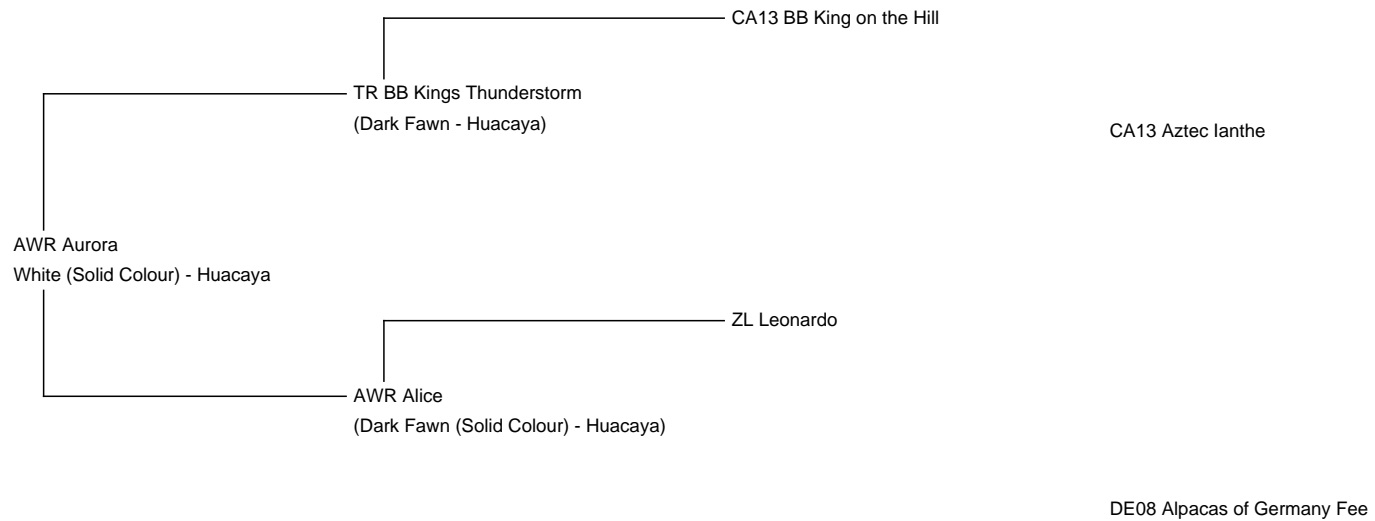 CA13 BB King on the Hill
TR BB Kings Thunderstorm
(Dark Fawn - Huacaya)
CA13 Aztec Ianthe
AWR Aurora
White (Solid Colour) - Huacaya
ZL Leonardo
AWR Alice
(Dark Fawn (Solid Colour) - Huacaya)
DE08 Alpacas of Germany Fee